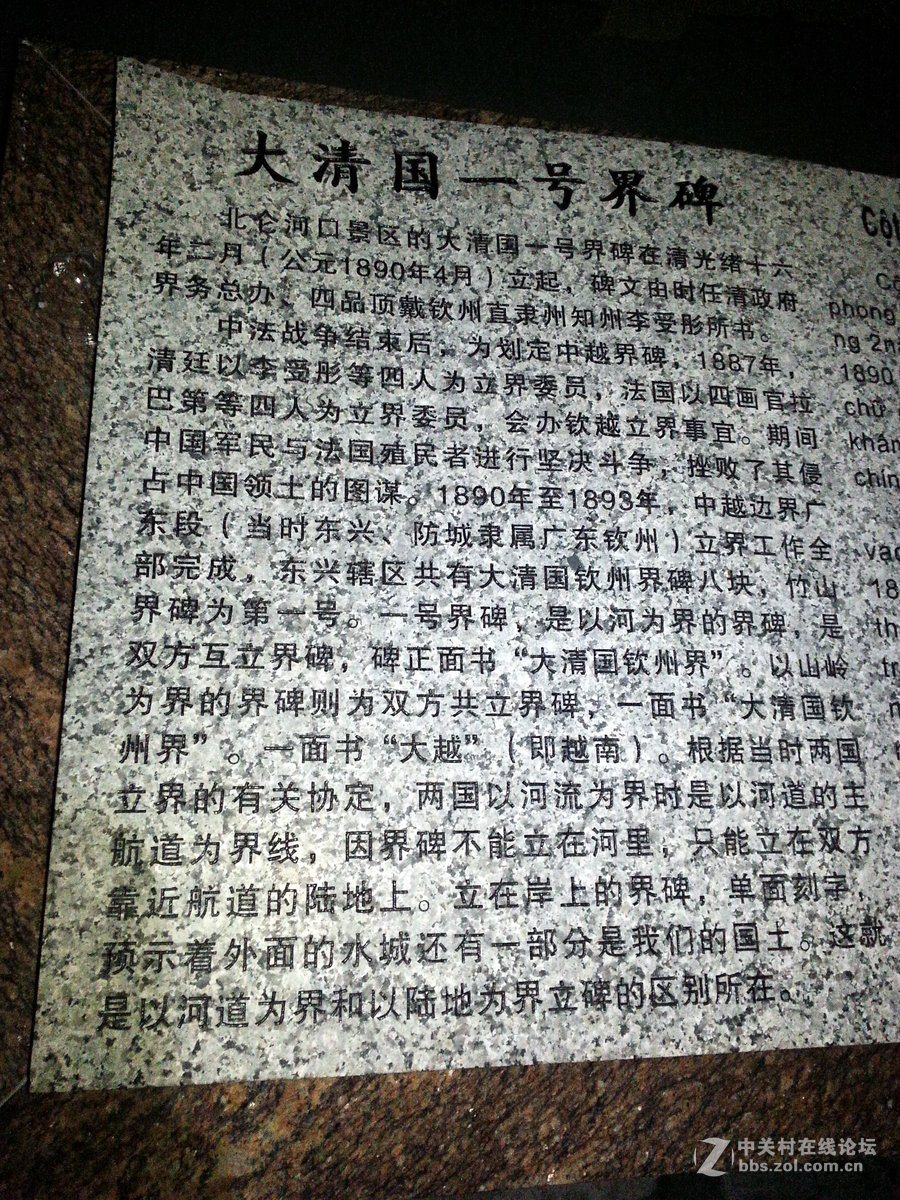 大清国一号界碑
北仑河口景区的大清国一号界碑在清光绪十六
年二月（公元1890年4月）立起，碑文由时任清政府
界务总办、四品顶戴钦州直隶州知州李受彤所书。
中法战争结束后，为划定中越界碑，1887年，
清廷以李受彤等四人为立界委员，法国以四画官拉
巴第等四人为立界委员，会办钦越立界事宜。期间
中国军民与法国殖民者进行坚决斗争，挫败了其侵
占中国领土的图谋。1890年至1893年，中越边界广
东段（当时东兴、防城隶属广东钦州）立界工作全
部完成，东兴辖区共有大清国钦州界碑八块，竹山
界碑为第一号。一号界碑，是以河为界的界碑，是
双方互立界碑，碑正面书“大清国钦州界”。以山岭
为界的界碑则为双方共立界碑，一面书“大清国钦
州界”。一面书“大越”（即越南）。根据当时两国
立界的有关协定，两国以河流为界时是以河道的主
航道为界线，因界碑不能立在河里，只能立在双方
靠近航道的陆地上。立在岸上的界碑，单面刻字，
预示着外面的水城还有一部分是我们的国土。这就
是以河道为界和以陆地为界立碑的区别所在。
Cột
Cộ
phong
ng 2nă
1890
chữ
khăm
chín
vào
18
th
tr
中关村在线论坛
bbs.zol.com.cn